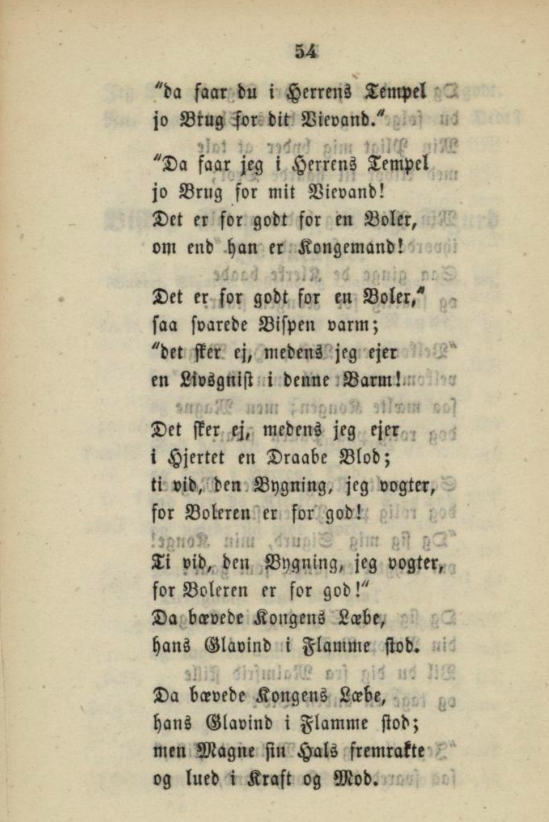 54
"da faar du i Herrens Tempel
jo Brug for dit Vievand."
"Da faar jeg i Herrens Tempel
jo Brug for mit Vievand!
Det er for godt for en Boler,
om end han er Kongemand!
Det er for godt for en Boler,"
saa svarede Bispen varm;
"det sker ej, medens jeg ejer
en Livsgnist i denne Barm!
Det sker ej, medens jeg ejer
i Hjertet en Draabe Blod;
ti vid, den Bygning, jeg vogter,
for Boleren er for god!
Ti vid, den Bygning, jeg vogter,
for Boleren er for god!"
Da bævede Kongens Læbe,
hans Glavind i Flamme stod.
Da bævede Kongens Læbe,
hans Glavind i Flamme stod;
men Magne sin Hals fremrakte
og lued i Kraft og Mod.